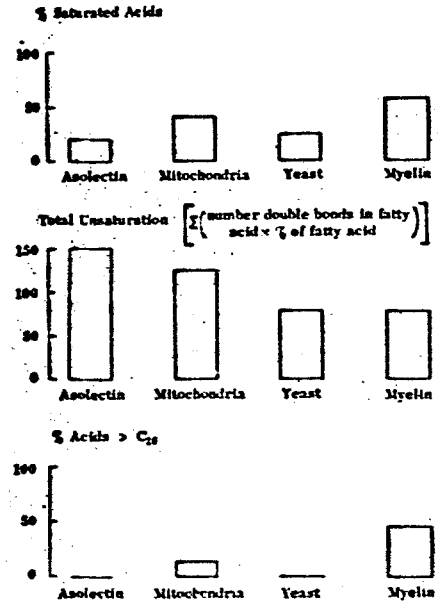 % Saturated Acids
100
50
0
Asolectin Mitochondria Yeast Myelin
Total Unsaturation [Σ(number double bonds in fatty
acid × % of fatty acid)]
150
100
50
0
Asolectin Mitochondria Yeast Myelin
% Acids > C
100
50
0
Asolectin Mitochondria Yeast Myelin